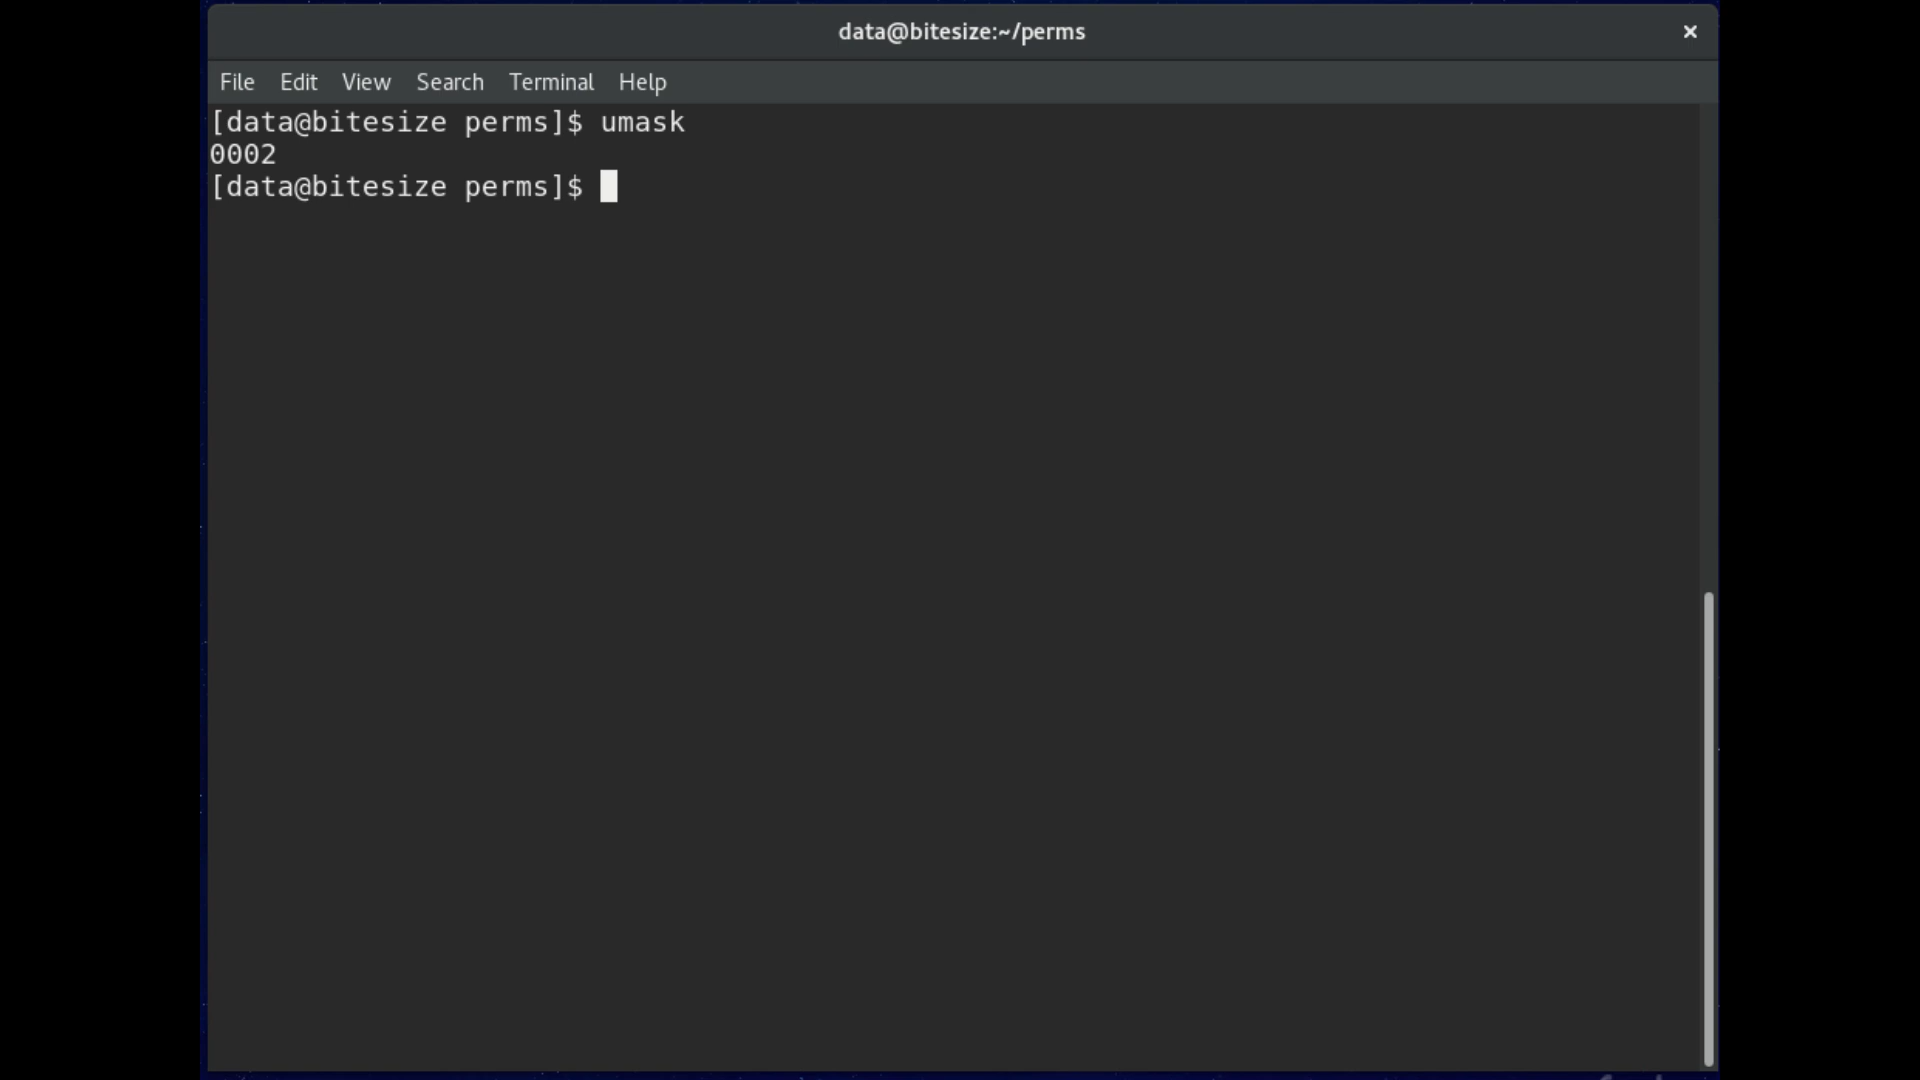 data@bitesize:~/perms ×
File Edit View Search Terminal Help
[data@bitesize perms]$ umask
0002
[data@bitesize perms]$